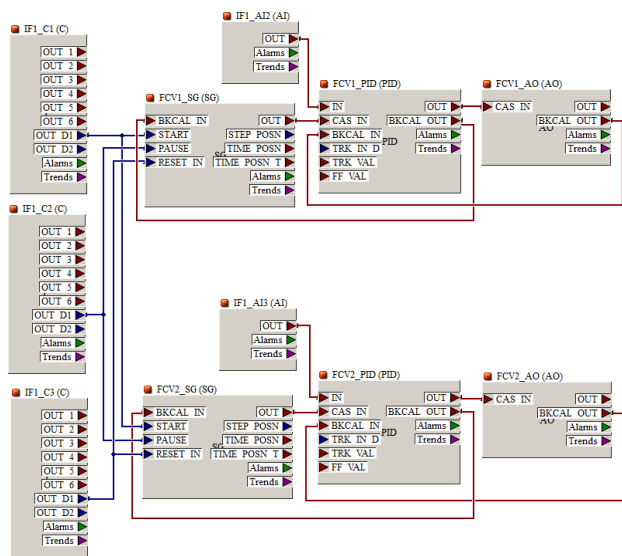 IF1_C1 (C)
OUT 1
OUT 2
OUT 3
OUT 4
OUT 5
OUT 6
OUT D1
OUT D2
Alarms
Trends
IF1_AI2 (AI)
OUT
Alarms
Trends
FCV1_SG (SG)
BKCAL IN
START
PAUSE
RESET IN
OUT
STEP POSN
TIME POSN
TIME POSN T
Alarms
Trends
SG
FCV1_PID (PID)
IN
CAS IN
BKCAL IN
TRK IN D
TRK VAL
FF VAL
OUT
BKCAL OUT
Alarms
Trends
PID
FCV1_AO (AO)
CAS IN
OUT
BKCAL OUT
Alarms
Trends
AO
IF1_C2 (C)
OUT 1
OUT 2
OUT 3
OUT 4
OUT 5
OUT 6
OUT D1
OUT D2
Alarms
Trends
IF1_AI3 (AI)
OUT
Alarms
Trends
IF1_C3 (C)
OUT 1
OUT 2
OUT 3
OUT 4
OUT 5
OUT 6
OUT D1
OUT D2
Alarms
Trends
FCV2_SG (SG)
BKCAL IN
START
PAUSE
RESET IN
OUT
STEP POSN
TIME POSN
TIME POSN T
Alarms
Trends
SG
FCV2_PID (PID)
IN
CAS IN
BKCAL IN
TRK IN D
TRK VAL
FF VAL
OUT
BKCAL OUT
Alarms
Trends
PID
FCV2_AO (AO)
CAS IN
OUT
BKCAL OUT
Alarms
Trends
AO